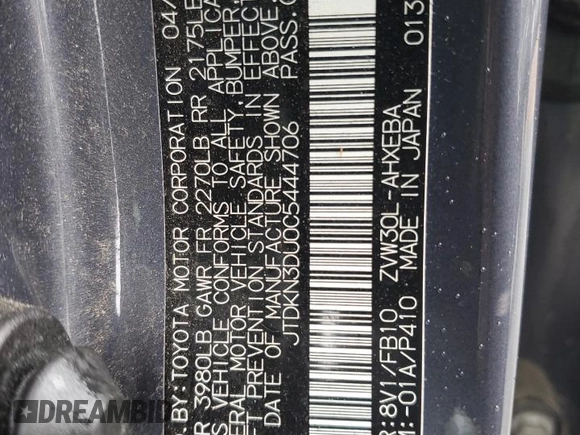 .BY:TOYOTA MOTOR CORPORATION 04/
R 3980LB GAWR FR 2270LB RR 2175LB
S VEHICLE CONFORMS TO ALL APPLICA
ERAL MOTOR VEHICLE SAFETY, BUMPER,
FT PREVENTION STANDARDS IN EFFECT
OF MANUFACTURE SHOWN ABOVE.
JTDKN3DU0C5444706 PASS.C
R:8V1/FB10 ZVW30L-AHXEBA
M:-01A/P410 MADE IN JAPAN 013
DREAMBID